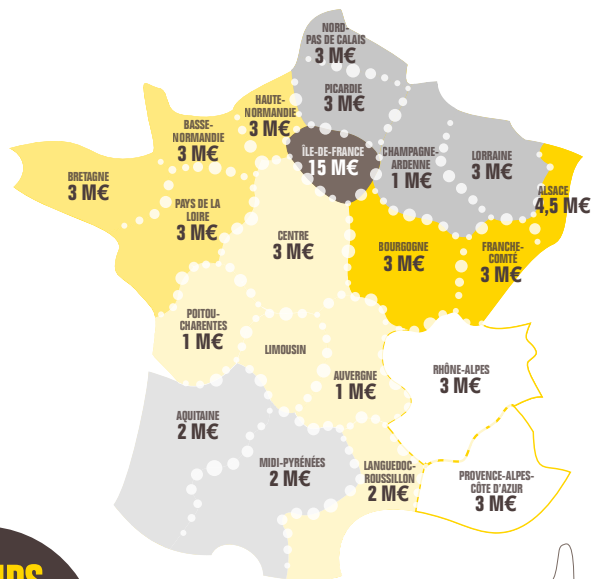 NORD-
PAS DE CALAIS
3 M€
PICARDIE
3 M€
HAUTE-
NORMANDIE
3 M€
BASSE-
NORMANDIE
3 M€
ÎLE-DE-FRANCE
15 M€
CHAMPAGNE-
ARDENNE
1 M€
LORRAINE
3 M€
ALSACE
4,5 M€
BRETAGNE
3 M€
PAYS DE LA
LOIRE
3 M€
CENTRE
3 M€
BOURGOGNE
3 M€
FRANCHE-
COMTÉ
3 M€
POITOU-
CHARENTES
1 M€
LIMOUSIN
AUVERGNE
1 M€
RHÔNE-ALPES
3 M€
AQUITAINE
2 M€
MIDI-PYRÉNÉES
2 M€
LANGUEDOC-
ROUSSILLON
2 M€
PROVENCE-ALPES-
CÔTE D'AZUR
3 M€